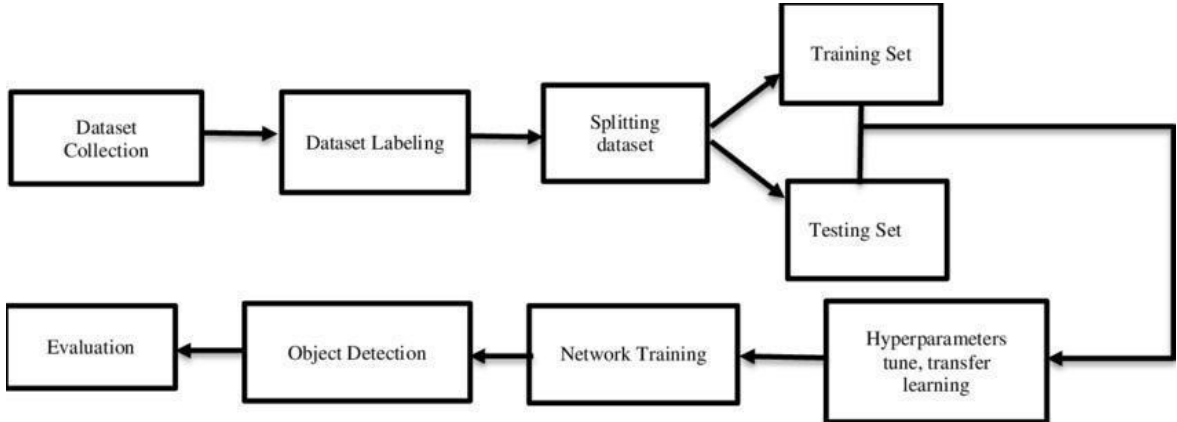 Dataset
Collection
Dataset Labeling
Splitting
dataset
Training Set
Testing Set
Hyperparameters
tune, transfer
learning
Network Training
Object Detection
Evaluation